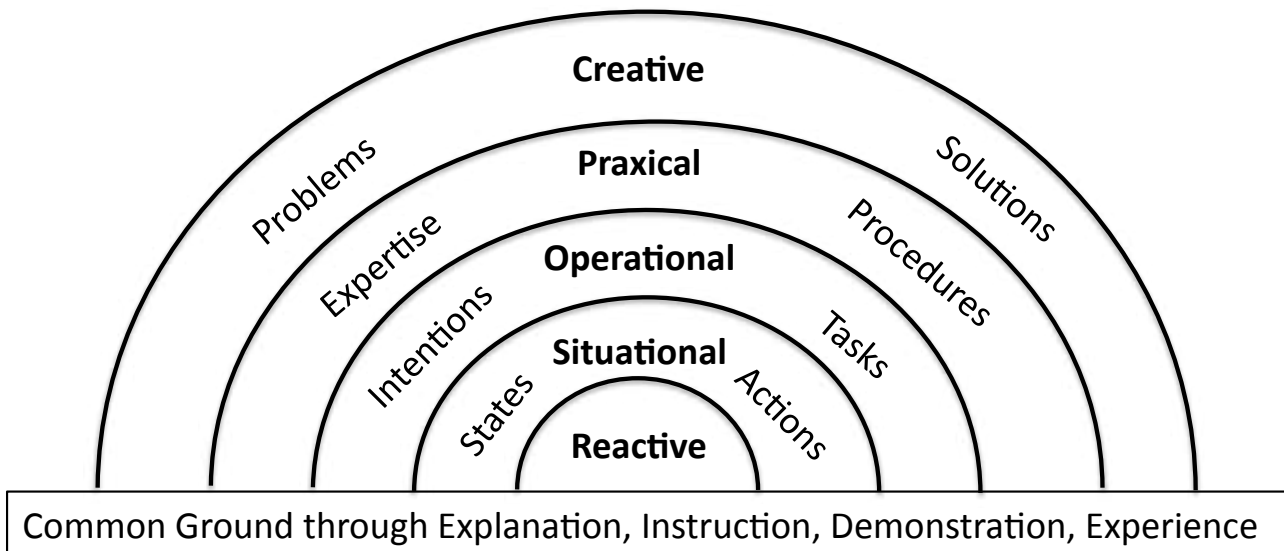 Creative
Problems
Solutions
Praxical
Expertise
Procedures
Operational
Intentions
Tasks
Situational
States
Actions
Reactive
Common Ground through Explanation, Instruction, Demonstration, Experience